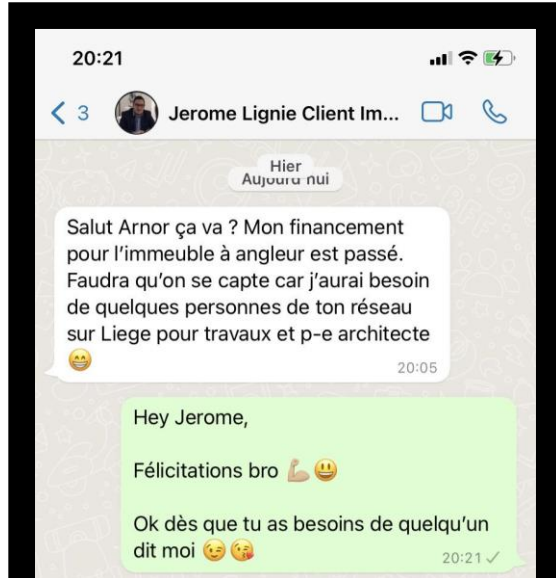 20:21
3
Jerome Lignie Client Im...
Hier
Aujourd'hui
Salut Arnor ça va ? Mon financement
pour l'immeuble à angleur est passé.
Faudra qu'on se capte car j'aurai besoin
de quelques personnes de ton réseau
sur Liege pour travaux et p-e architecte
😁
20:05
Hey Jerome,
Félicitations bro 💪🏼😃
Ok dès que tu as besoins de quelqu'un
dit moi 😉😘
20:21